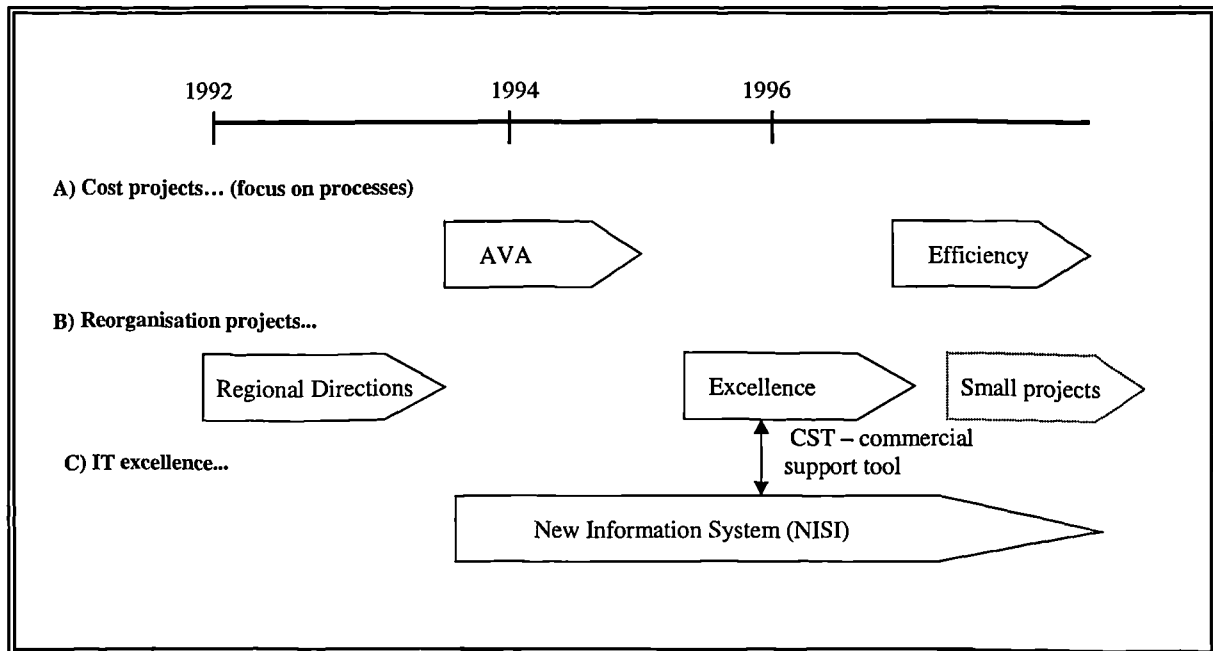 1992 1994 1996
A) Cost projects... (focus on processes)
AVA Efficiency
B) Reorganisation projects...
Regional Directions Excellence Small projects
CST – commercial
support tool
C) IT excellence...
New Information System (NISI)